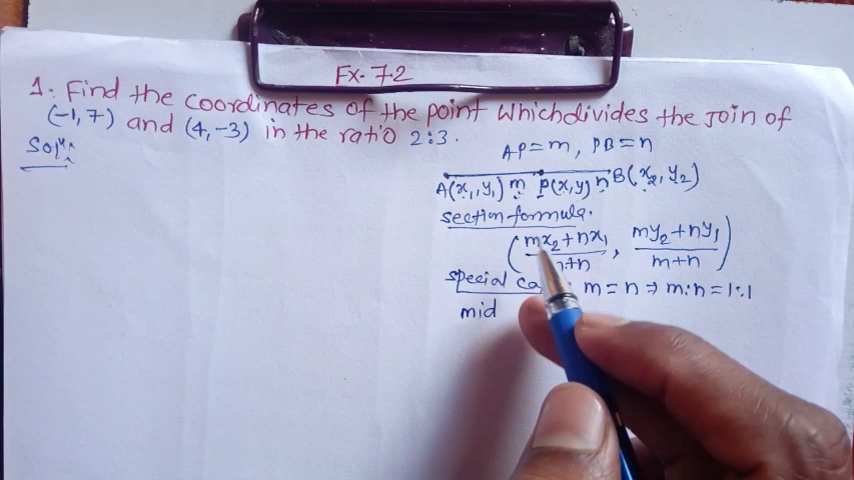 Ex-7.2
1. Find the coordinates of the point which divides the join of
(-1, 7) and (4, -3) in the ratio 2:3.
Solⁿ:
AP=m, PB=n
A(x₁, y₁) m P(x, y) n B(x₂, y₂)
section formula.
(mx₂+nx₁/m+n, my₂+ny₁/m+n)
special m=n ⇒ m:n=1:1
mid